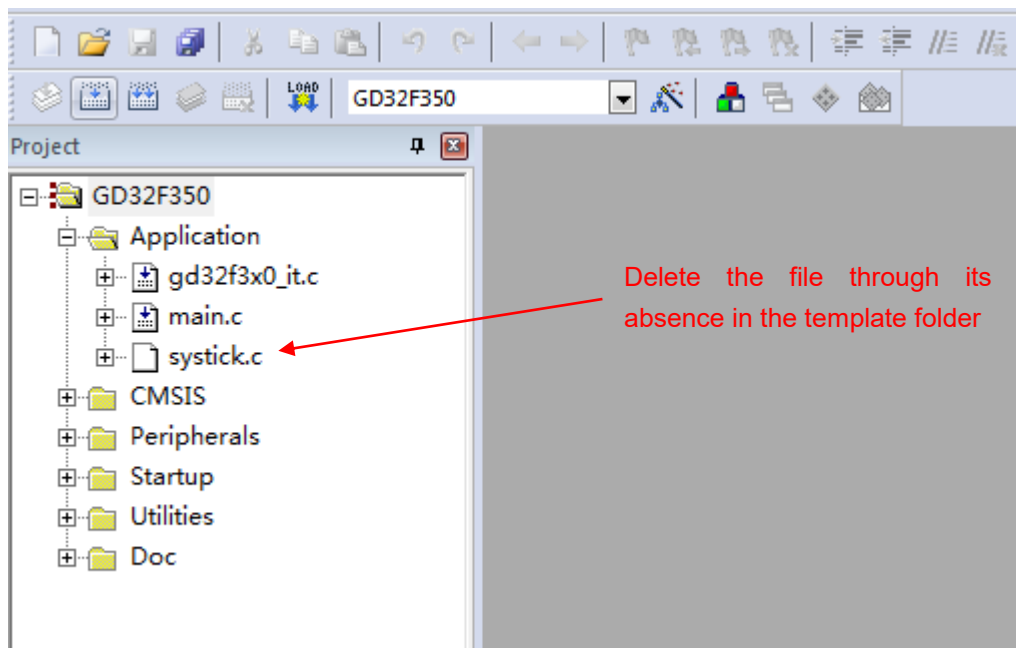 LOAD
GD32F350
Project
GD32F350
Application
gd32f3x0_it.c
main.c
systick.c
CMSIS
Peripherals
Startup
Utilities
Doc
Delete the file through its
absence in the template folder